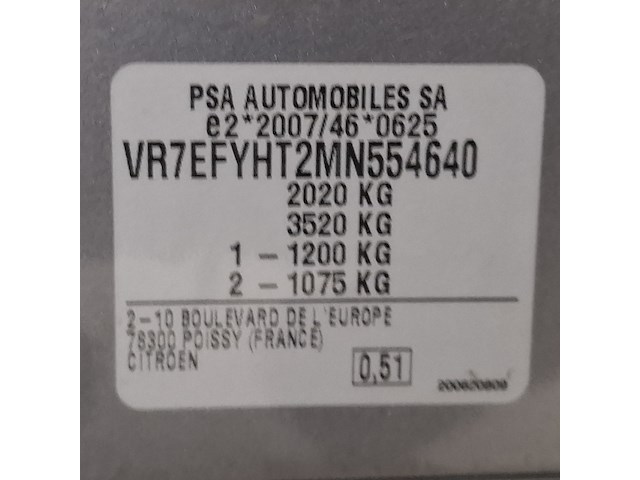 PSA AUTOMOBILES SA
e2*2007/46*0625
VR7EFYHT2MN554640
2020 KG
3520 KG
1 - 1200 KG
2 - 1075 KG
2-10 BOULEVARD DE L'EUROPE
78300 POISSY (FRANCE)
CITROEN
0,51